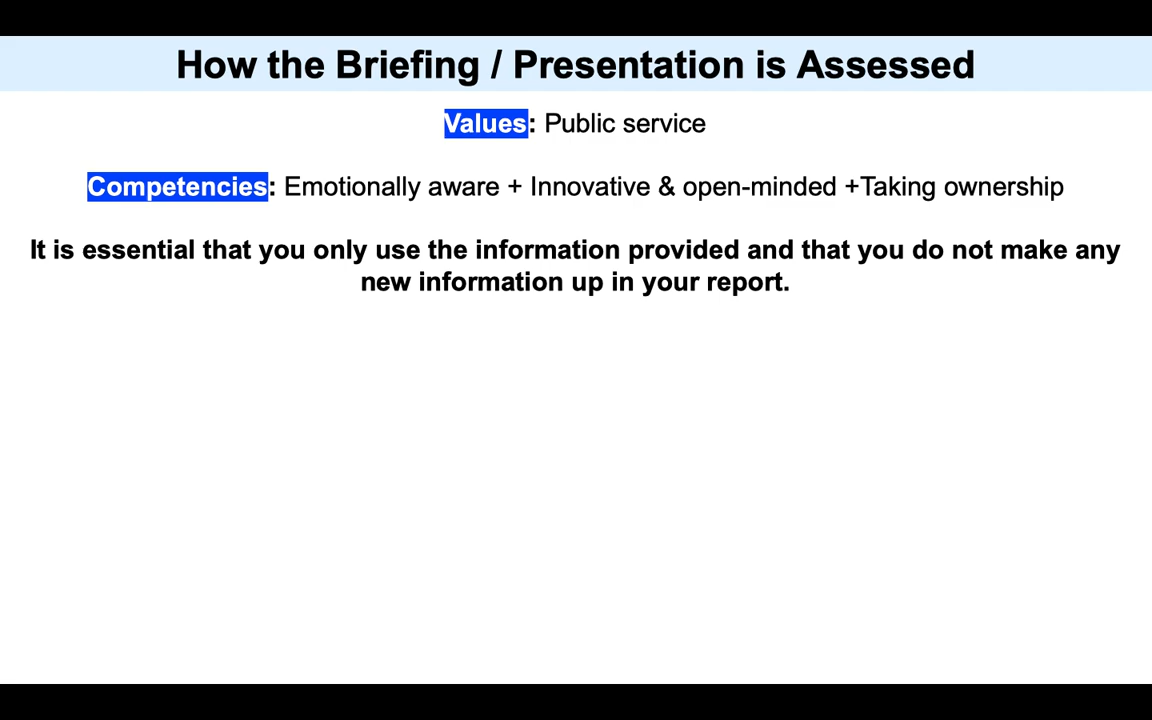 How the Briefing / Presentation is Assessed
Values: Public service
Competencies: Emotionally aware + Innovative & open-minded +Taking ownership
It is essential that you only use the information provided and that you do not make any
new information up in your report.